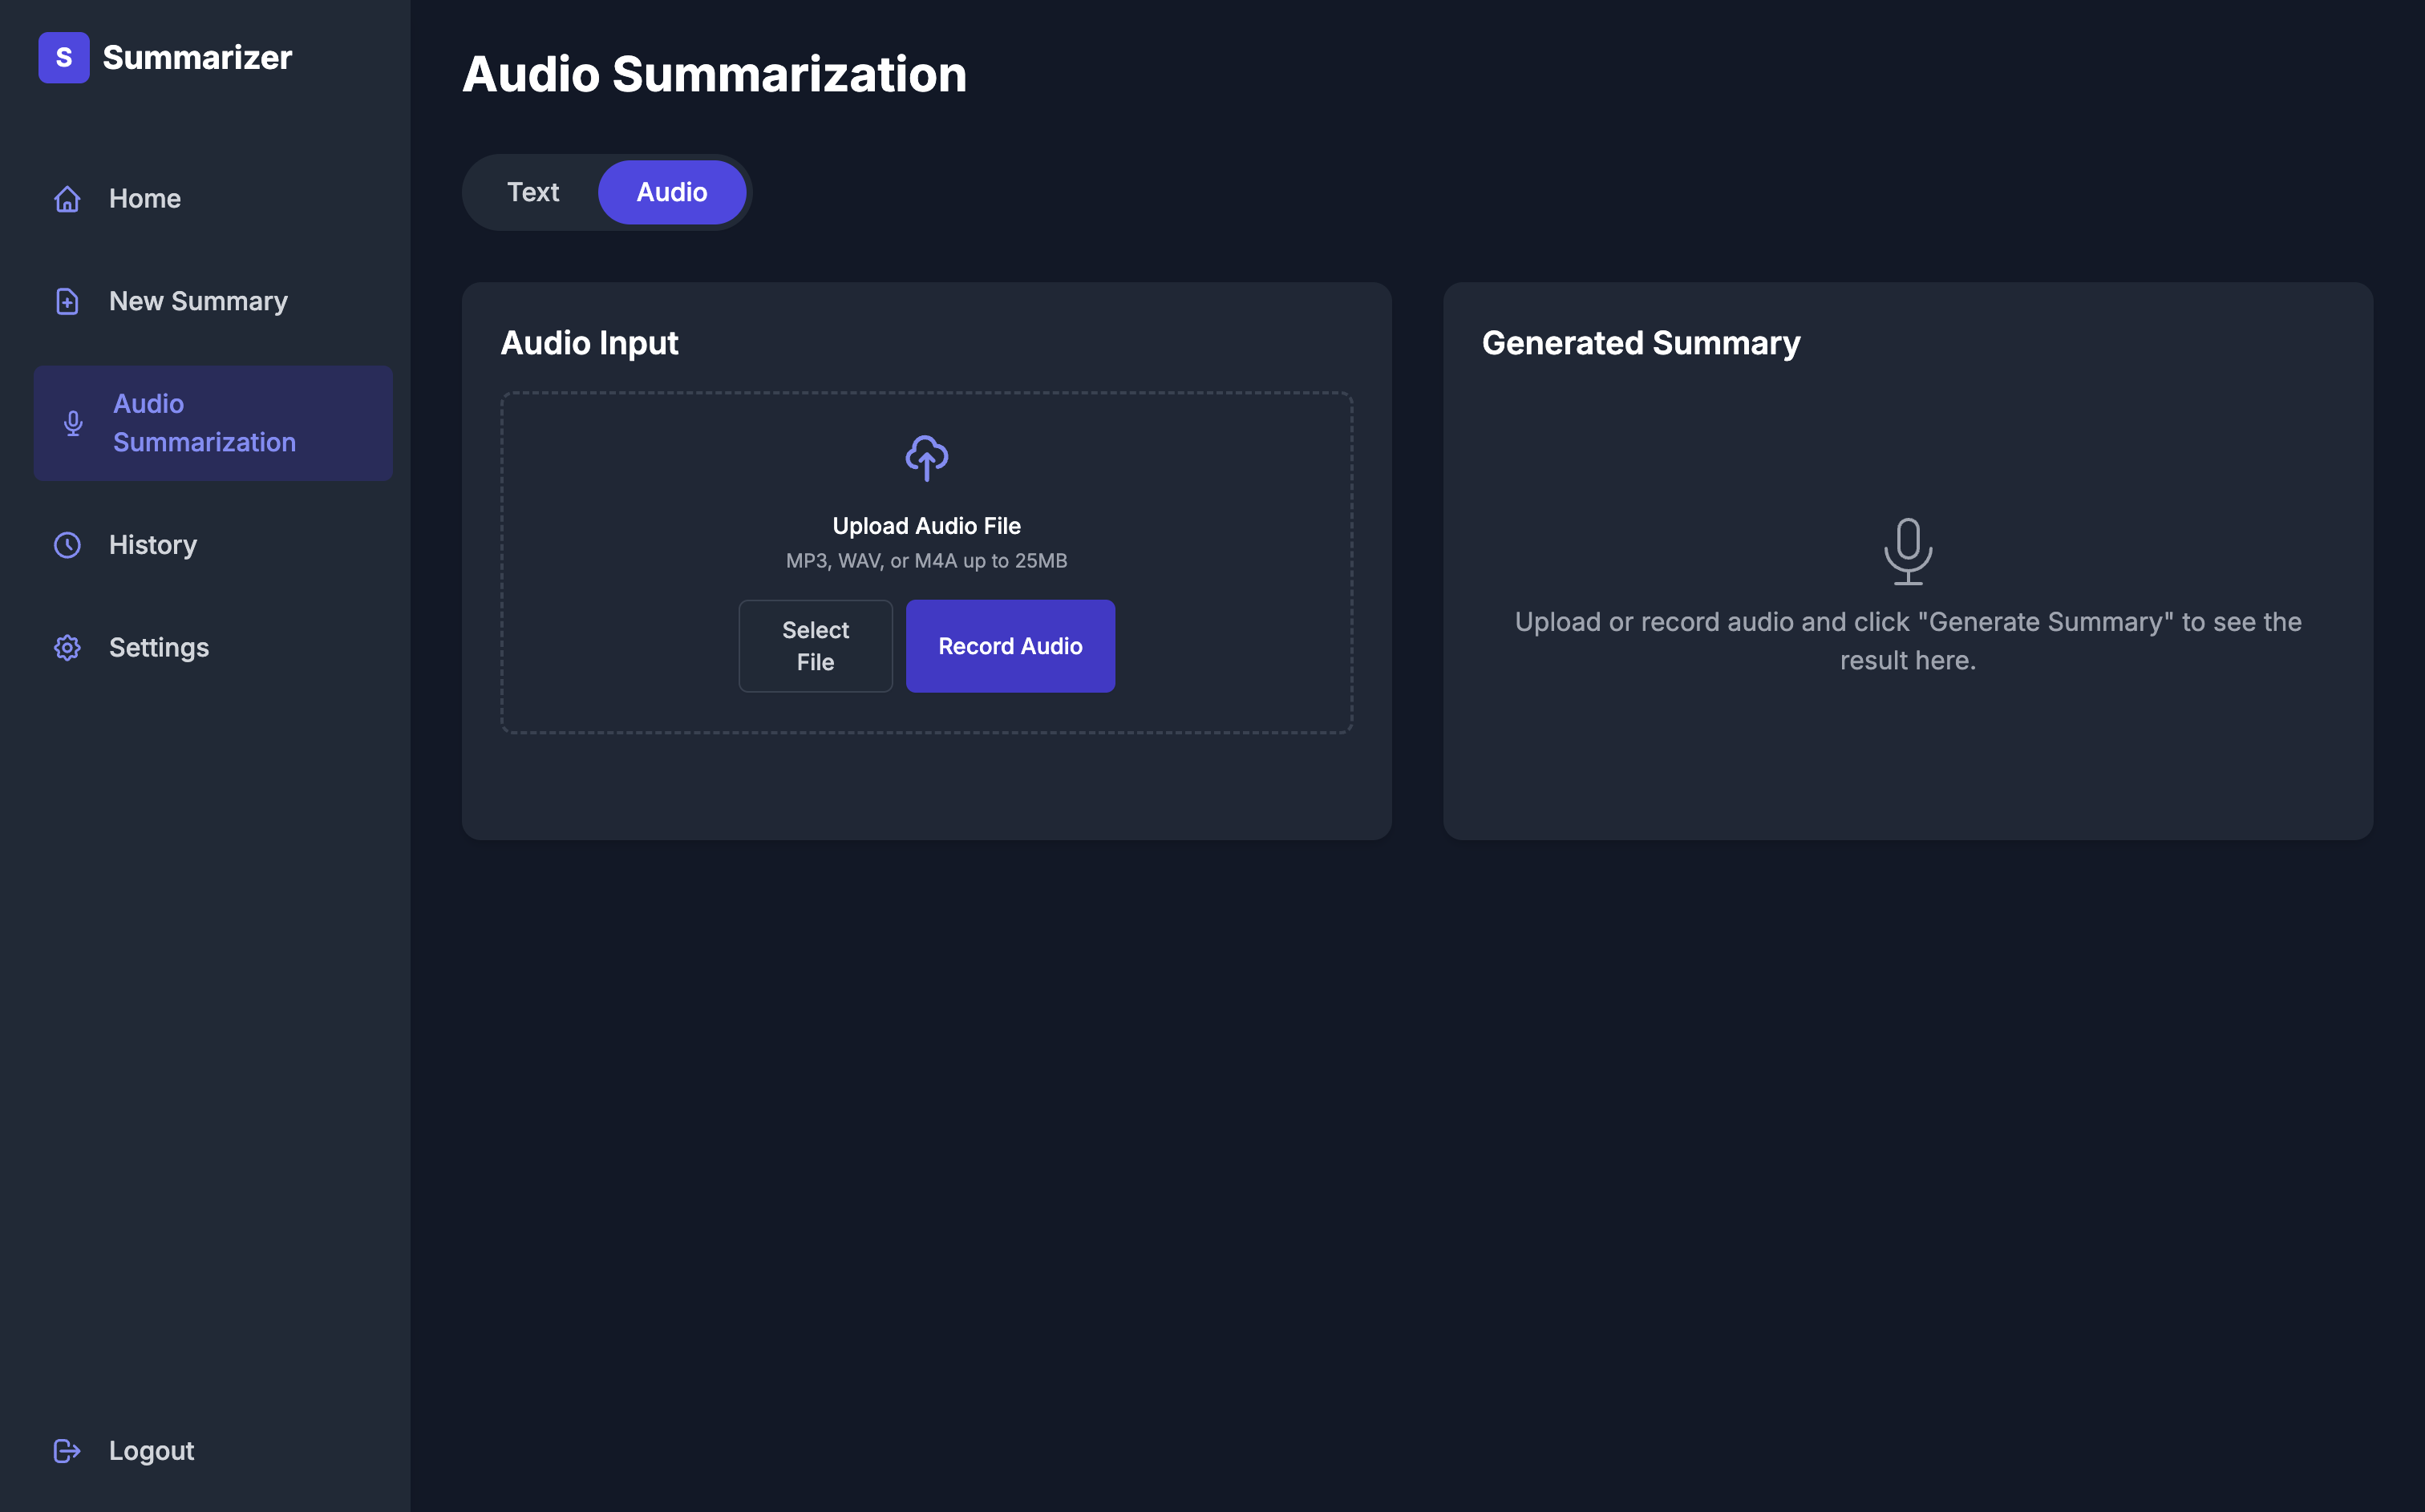 S
Summarizer
Home
New Summary
Audio
Summarization
History
Settings
Logout
Audio Summarization
Text
Audio
Audio Input
Upload Audio File
MP3, WAV, or M4A up to 25MB
Select
File
Record Audio
Generated Summary
Upload or record audio and click "Generate Summary" to see the
result here.